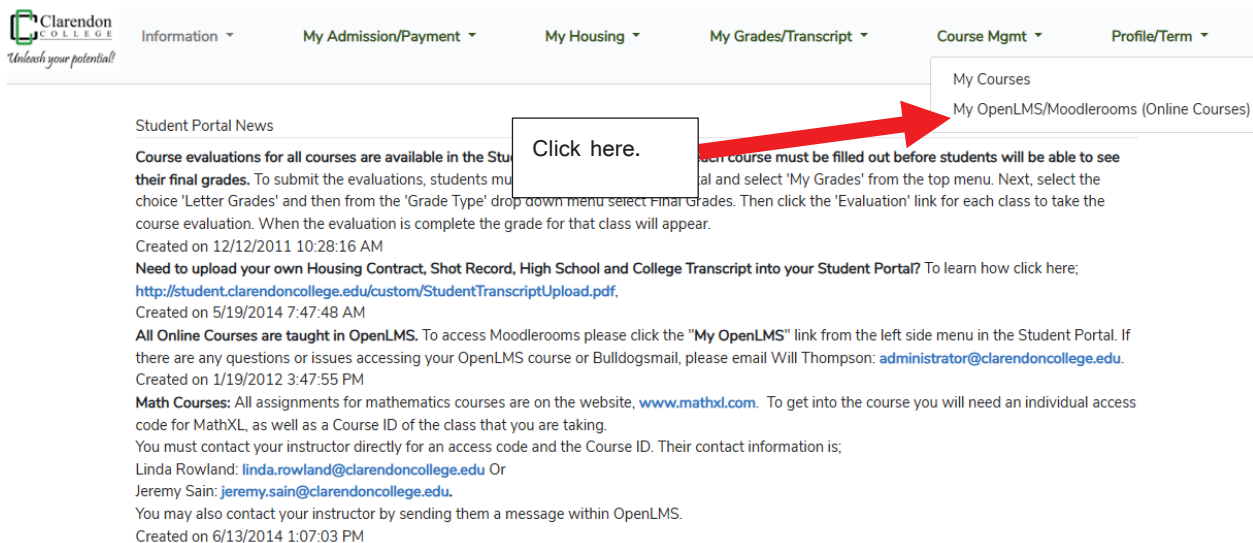 Clarendon
COLLEGE
Unleash your potential!
Information My Admission/Payment My Housing My Grades/Transcript Course Mgmt Profile/Term
My Courses
My OpenLMS/Moodlerooms (Online Courses)
Student Portal News
Click here.
Course evaluations for all courses are available in the Stu each course must be filled out before students will be able to see
their final grades. To submit the evaluations, students mu tal and select 'My Grades' from the top menu. Next, select the
choice 'Letter Grades' and then from the 'Grade Type' drop down menu select Final Grades. Then click the 'Evaluation' link for each class to take the
course evaluation. When the evaluation is complete the grade for that class will appear.
Created on 12/12/2011 10:28:16 AM
Need to upload your own Housing Contract, Shot Record, High School and College Transcript into your Student Portal? To learn how click here;
http://student.clarendoncollege.edu/custom/StudentTranscriptUpload.pdf,
Created on 5/19/2014 7:47:48 AM
All Online Courses are taught in OpenLMS. To access Moodlerooms please click the "My OpenLMS" link from the left side menu in the Student Portal. If
there are any questions or issues accessing your OpenLMS course or Bulldogsmail, please email Will Thompson: administrator@clarendoncollege.edu.
Created on 1/19/2012 3:47:55 PM
Math Courses: All assignments for mathematics courses are on the website, www.mathxl.com. To get into the course you will need an individual access
code for MathXL, as well as a Course ID of the class that you are taking.
You must contact your instructor directly for an access code and the Course ID. Their contact information is;
Linda Rowland: linda.rowland@clarendoncollege.edu Or
Jeremy Sain: jeremy.sain@clarendoncollege.edu.
You may also contact your instructor by sending them a message within OpenLMS.
Created on 6/13/2014 1:07:03 PM